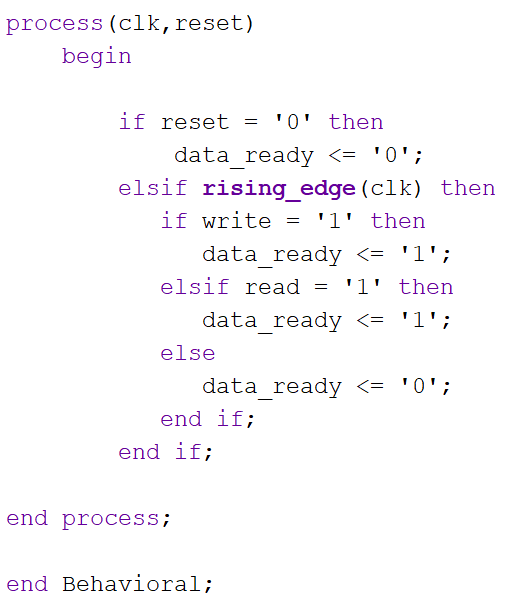 process(clk,reset)
    begin

        if reset = '0' then
            data_ready <= '0';
        elsif rising_edge(clk) then
           if write = '1' then
              data_ready <= '1';
           elsif read = '1' then
              data_ready <= '1';
           else
              data_ready <= '0';
           end if;
        end if;

end process;

end Behavioral;